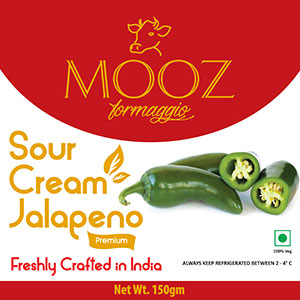 MOOZ
formaggio
Sour
Cream
Jalapeno
Premium
Freshly Crafted in India
100% Veg
ALWAYS KEEP REFRIGERATED BETWEEN 2 - 4° C
Net Wt. 150gm